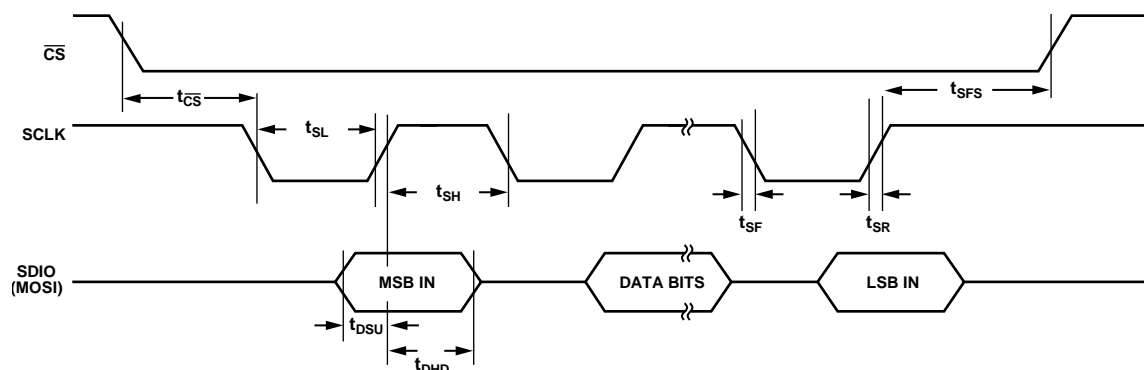 CS
tCS
tSFS
SCLK
tSL
tSH
tSF
tSR
SDIO
(MOSI)
MSB IN
DATA BITS
LSB IN
tDSU
tDHD